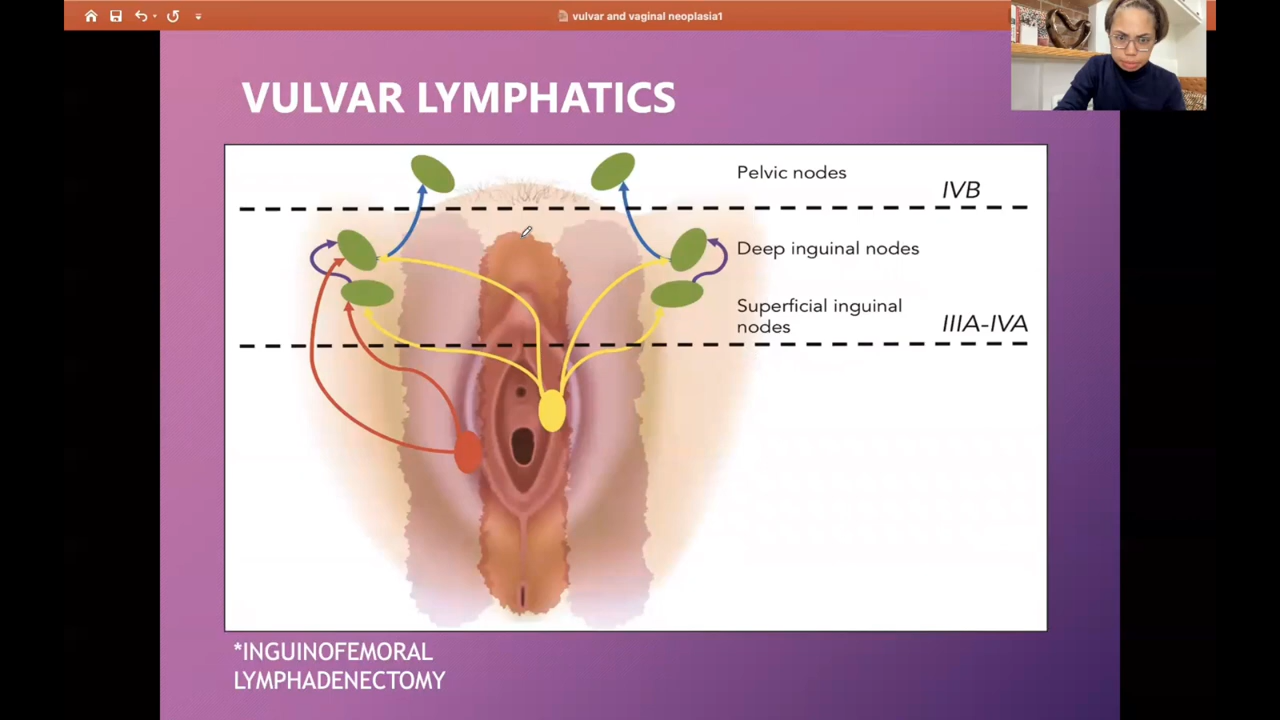 vulvar and vaginal neoplasia1
VULVAR LYMPHATICS
Pelvic nodes
IVB
Deep inguinal nodes
Superficial inguinal
nodes
IIIA-IVA
*INGUINOFEMORAL
LYMPHADENECTOMY